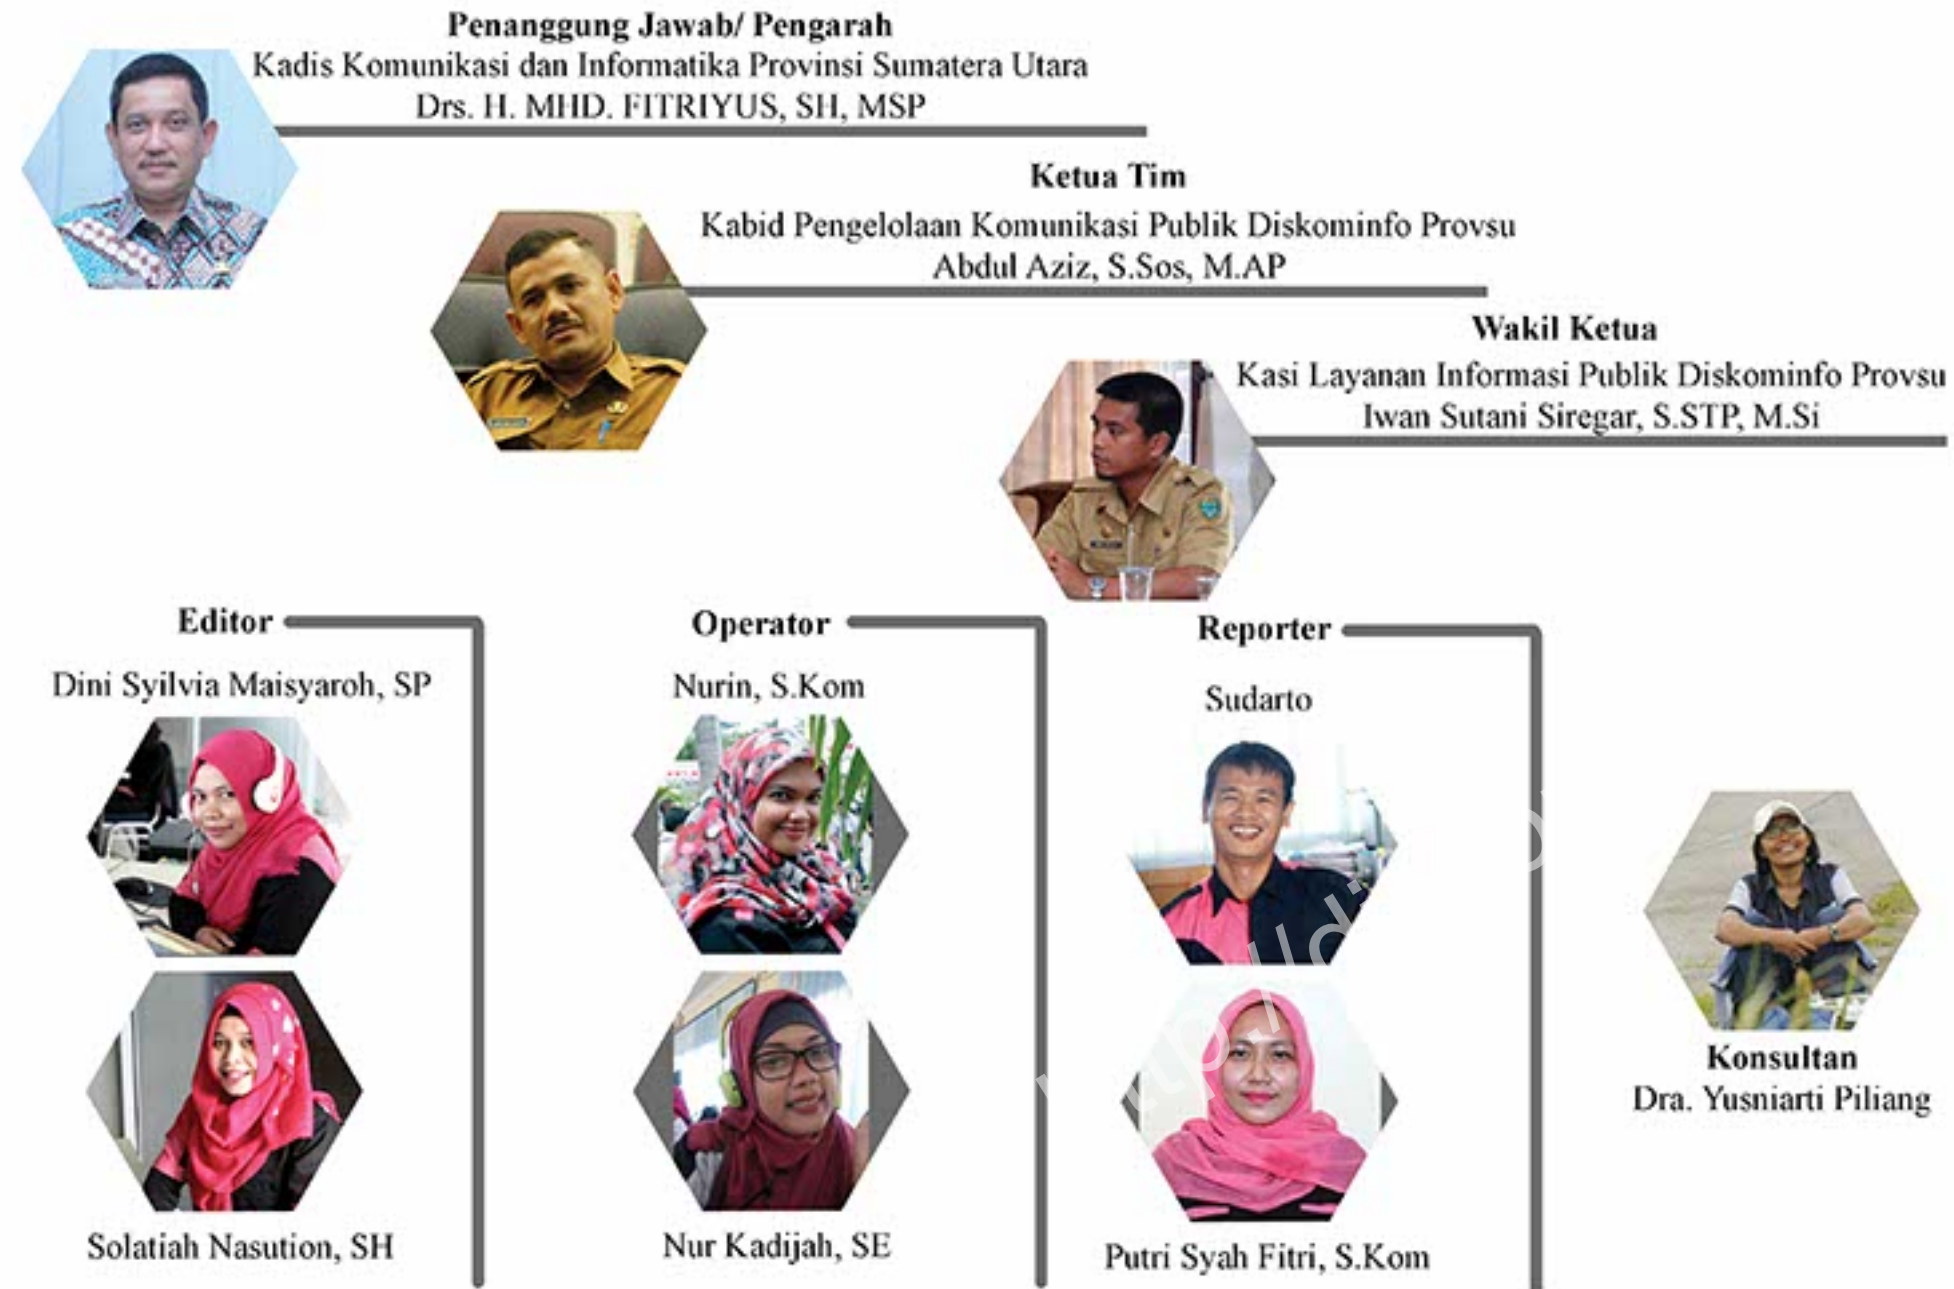 Penanggung Jawab/ Pengarah
Kadis Komunikasi dan Informatika Provinsi Sumatera Utara
Drs. H. MHD. FITRIYUS, SH, MSP
Ketua Tim
Kabid Pengelolaan Komunikasi Publik Diskominfo Provsu
Abdul Aziz, S.Sos, M.AP
Wakil Ketua
Kasi Layanan Informasi Publik Diskominfo Provsu
Iwan Sutani Siregar, S.STP, M.Si
Editor
Dini Syilvia Maisyaroh, SP
Solatiah Nasution, SH
Operator
Nurin, S.Kom
Nur Kadijah, SE
Reporter
Sudarto
Putri Syah Fitri, S.Kom
Konsultan
Dra. Yusniarti Piliang